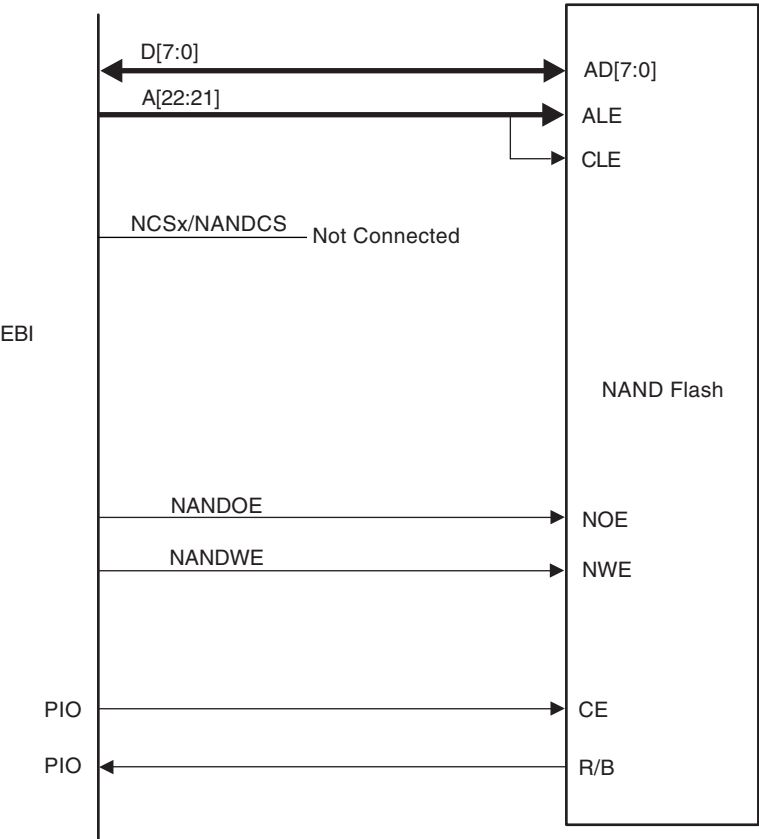 D[7:0]
AD[7:0]
A[22:21]
ALE
CLE
NCSx/NANDCS
Not Connected
EBI
NAND Flash
NANDOE
NOE
NANDWE
NWE
PIO
CE
PIO
R/B